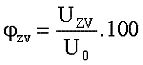 φzv = UZV / U0 .100